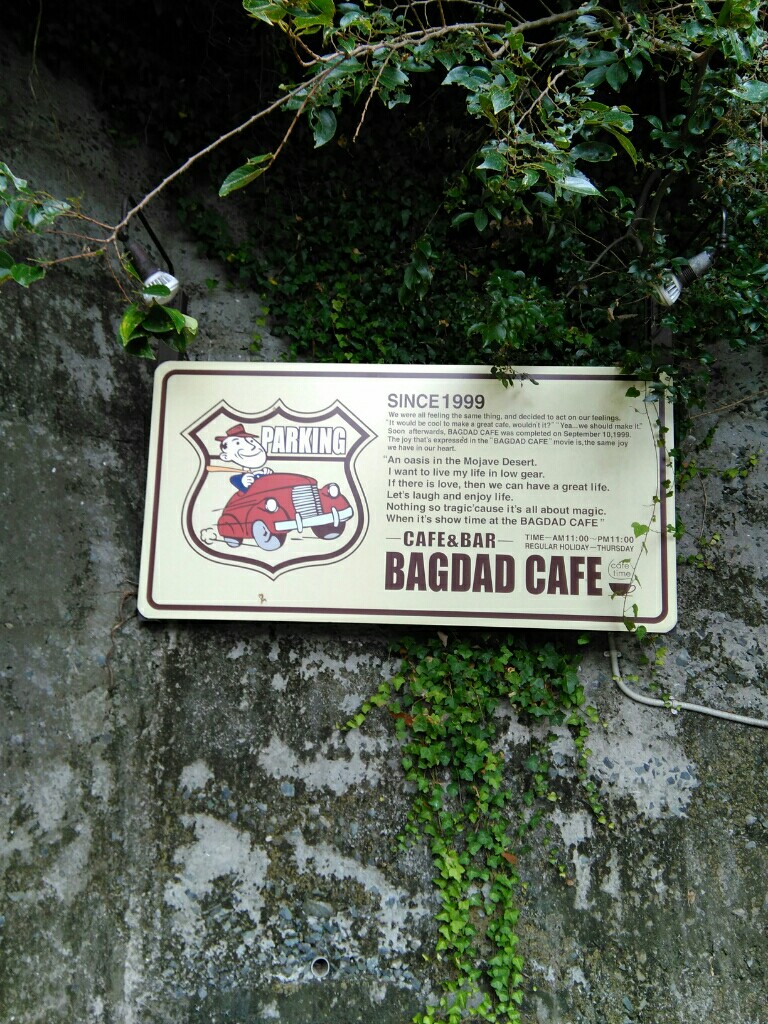 PARKING
SINCE1999
We were all feeling the same thing, and decided to act on our feelings.
"It would be cool to make a great cafe, wouldn't it?" "Yes...we should make it."
Soon afterwards, BAGDAD CAFE was completed on September 10,1999.
The joy that's expressed in the "BAGDAD CAFE" movie is,the same joy
we have in our heart.
"An oasis in the Mojave Desert.
I want to live my life in low gear.
If there is love, then we can have a great life.
Let's laugh and enjoy life.
Nothing so tragic'cause it's all about magic.
When it's show time at the BAGDAD CAFE"
CAFE&BAR
TIME—AM11:00~PM11:00
REGULAR HOLIDAY—THURSDAY
BAGDAD CAFE
cafe
time